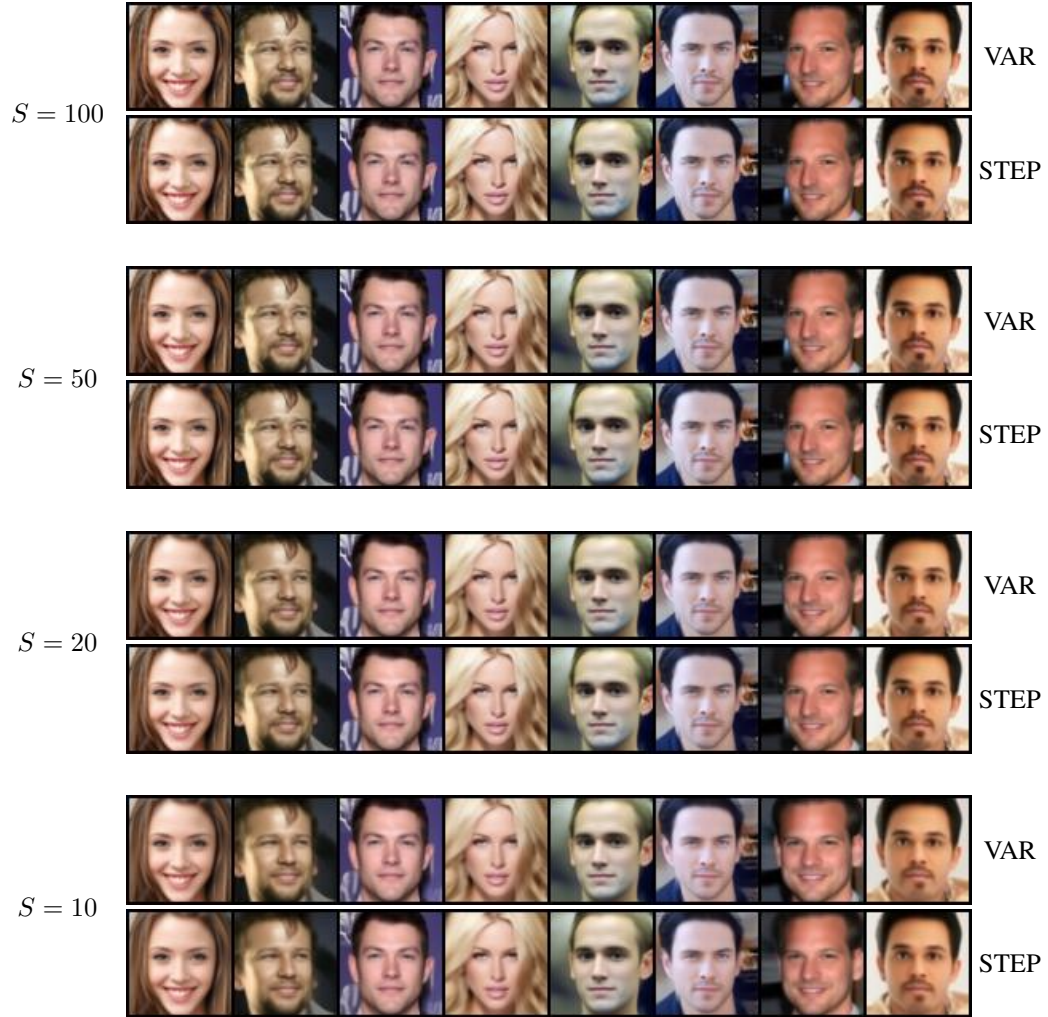 VAR
S = 100
STEP
VAR
S = 50
STEP
VAR
S = 20
STEP
VAR
S = 10
STEP